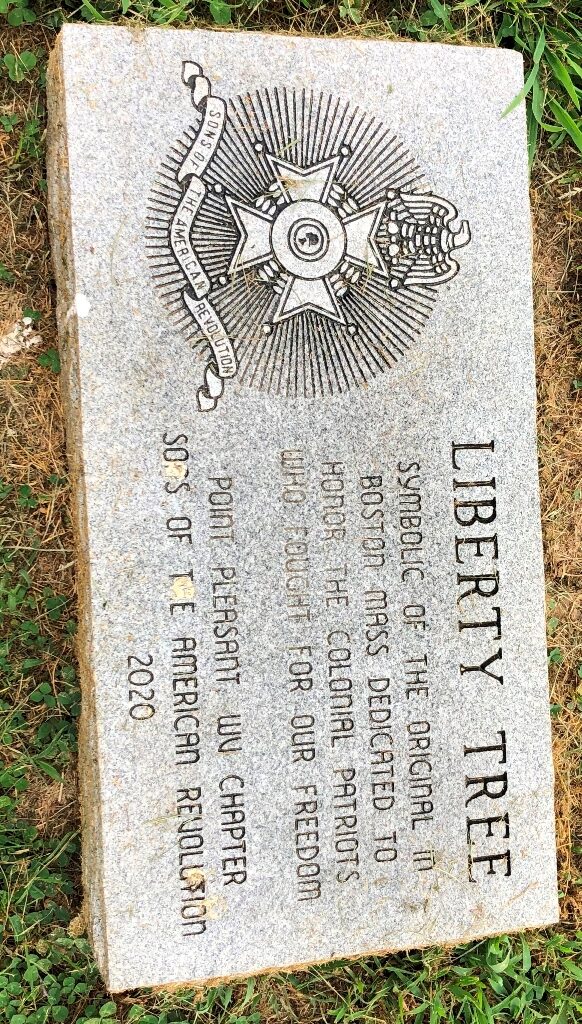 LIBERTY TREE
SYMBOLIC OF THE ORIGINAL IN
BOSTON MASS DEDICATED TO
HONOR THE COLONIAL PATRIOTS
WHO FOUGHT FOR OUR FREEDOM
POINT PLEASANT, WV CHAPTER
SONS OF THE AMERICAN REVOLUTION
2020
SONS OF THE AMERICAN REVOLUTION